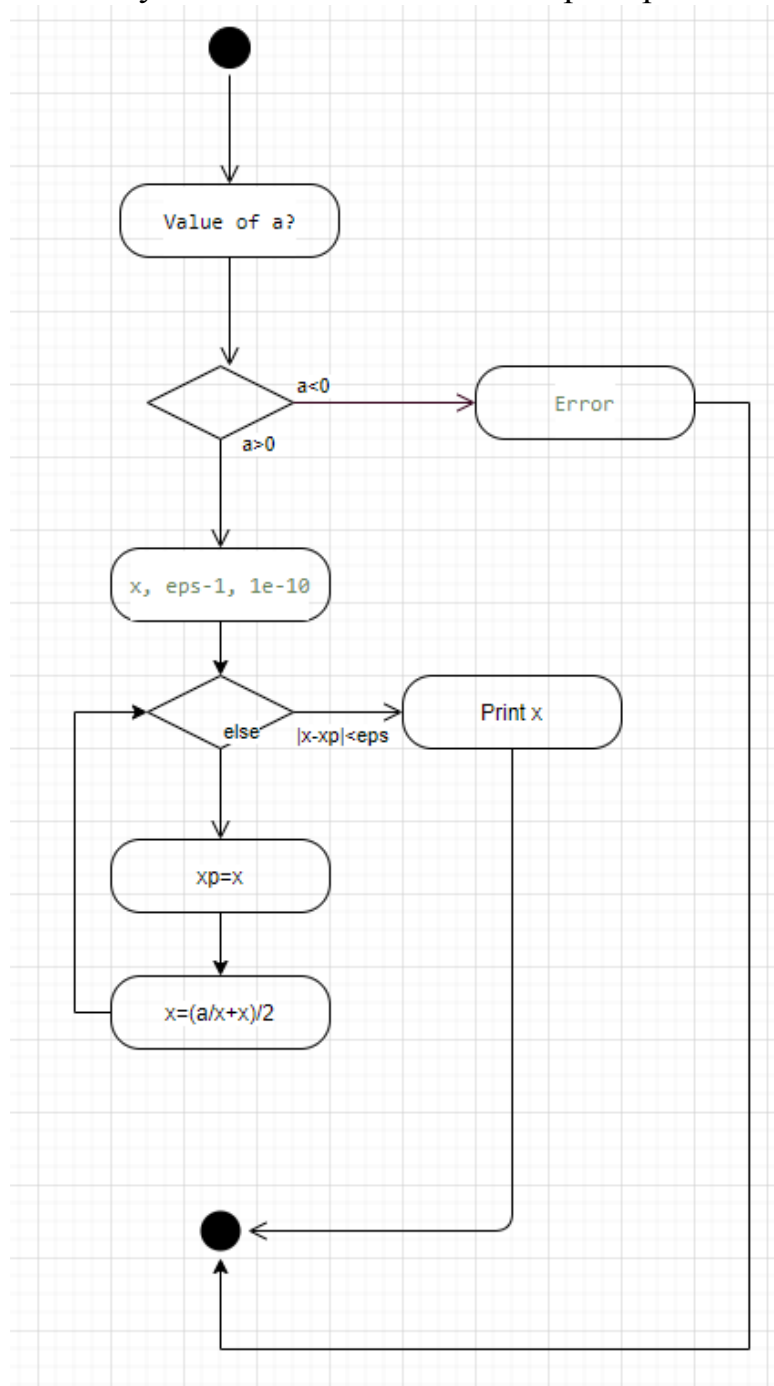 Value of a?
a<0
Error
a>0
x, eps-1, 1e-10
else
|x-xp|<eps
Print x
xp=x
x=(a/x+x)/2